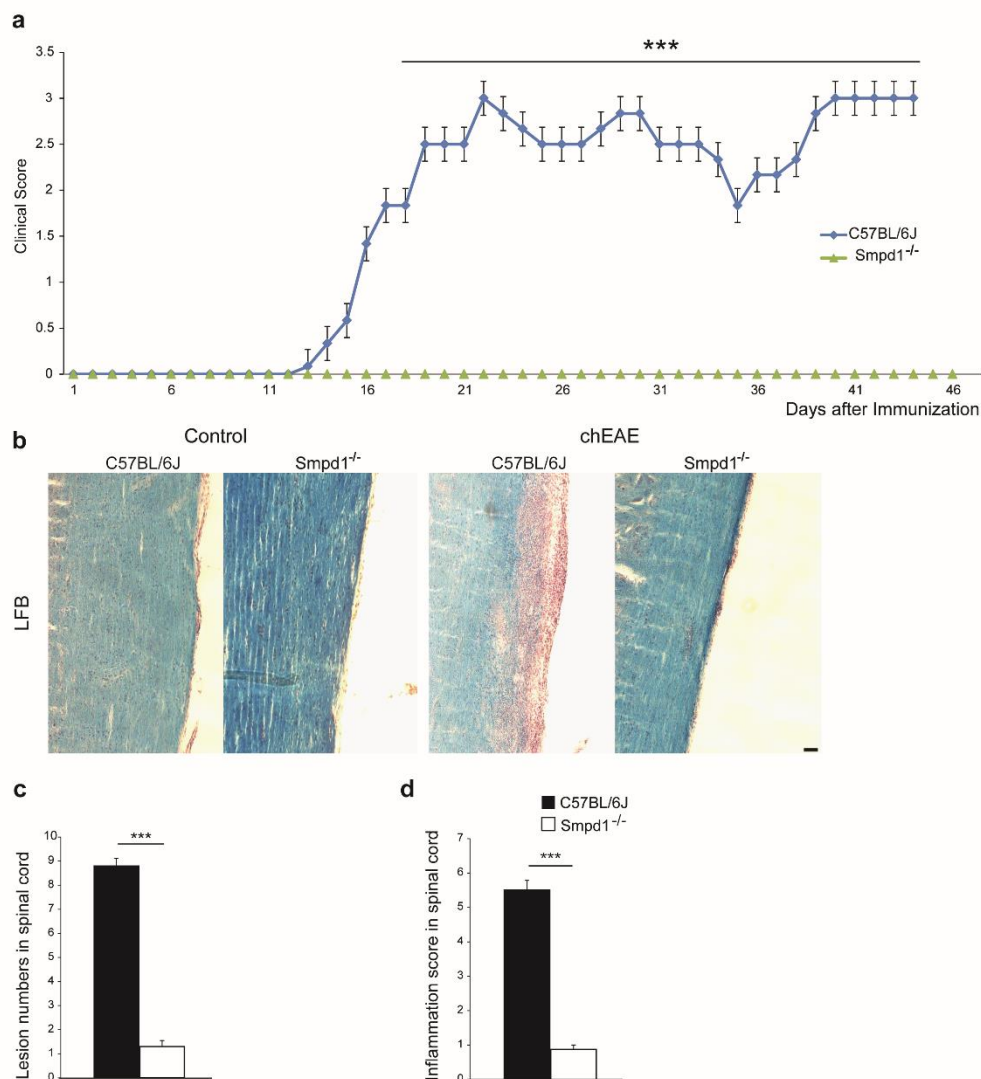 a
***
3.5
3
2.5
2
1.5
1
0.5
0
Clinical Score
C57BL/6J
Smpd1-/-
1 6 11 16 21 26 31 36 41 46
Days after Immunization
b
Control chEAE
C57BL/6J Smpd1-/- C57BL/6J Smpd1-/-
LFB
c
***
10
9
8
7
6
5
4
3
2
1
0
Lesion numbers in spinal cord
d
C57BL/6J
Smpd1-/-
***
7
6
5
4
3
2
1
0
Inflammation score in spinal cord